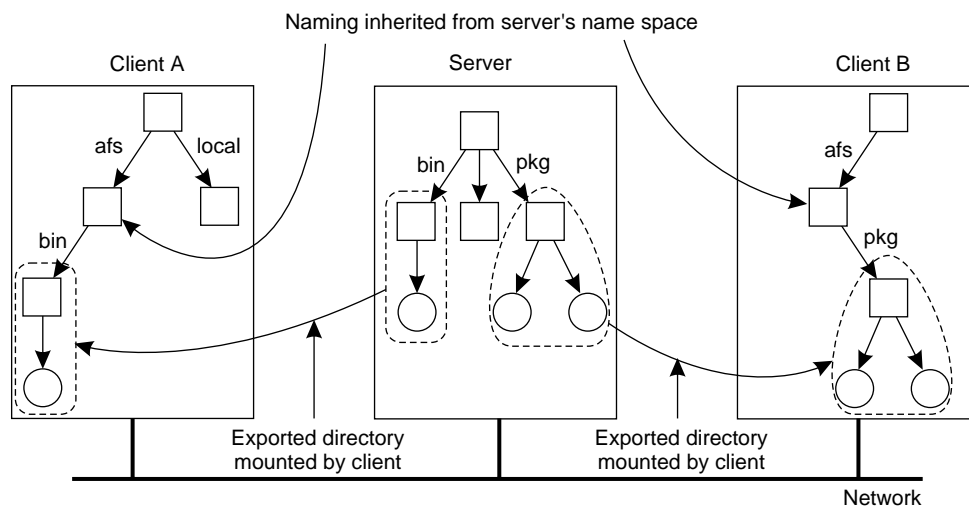 Naming inherited from server's name space
Client A
Server
Client B
afs
local
bin
pkg
afs
bin
pkg
Exported directory
mounted by client
Exported directory
mounted by client
Network